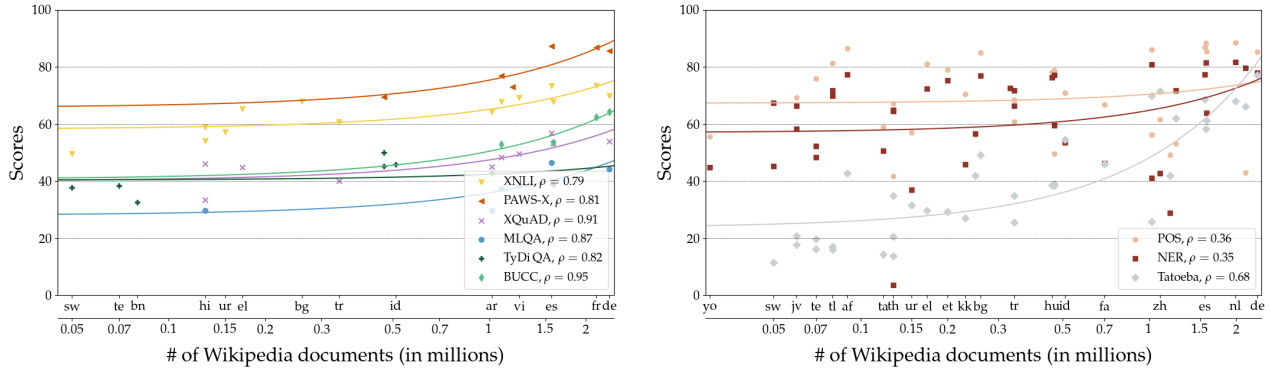 100
80
60
40
20
0
Scores
XNLI, ρ = 0.79
PAWS-X, ρ = 0.81
XQuAD, ρ = 0.91
MLQA, ρ = 0.87
TyDi QA, ρ = 0.82
BUCC, ρ = 0.95
sw te bn hi ur el bg tr id ar vi es fr de
0.05 0.07 0.1 0.15 0.2 0.3 0.5 0.7 1 1.5 2
# of Wikipedia documents (in millions)
100
80
60
40
20
0
Scores
POS, ρ = 0.36
NER, ρ = 0.35
Tatoeba, ρ = 0.68
yo sw jv te tl af ta th ur el et kk bg tr hu id fa zh es nl de
0.05 0.07 0.1 0.15 0.2 0.3 0.5 0.7 1 1.5 2
# of Wikipedia documents (in millions)